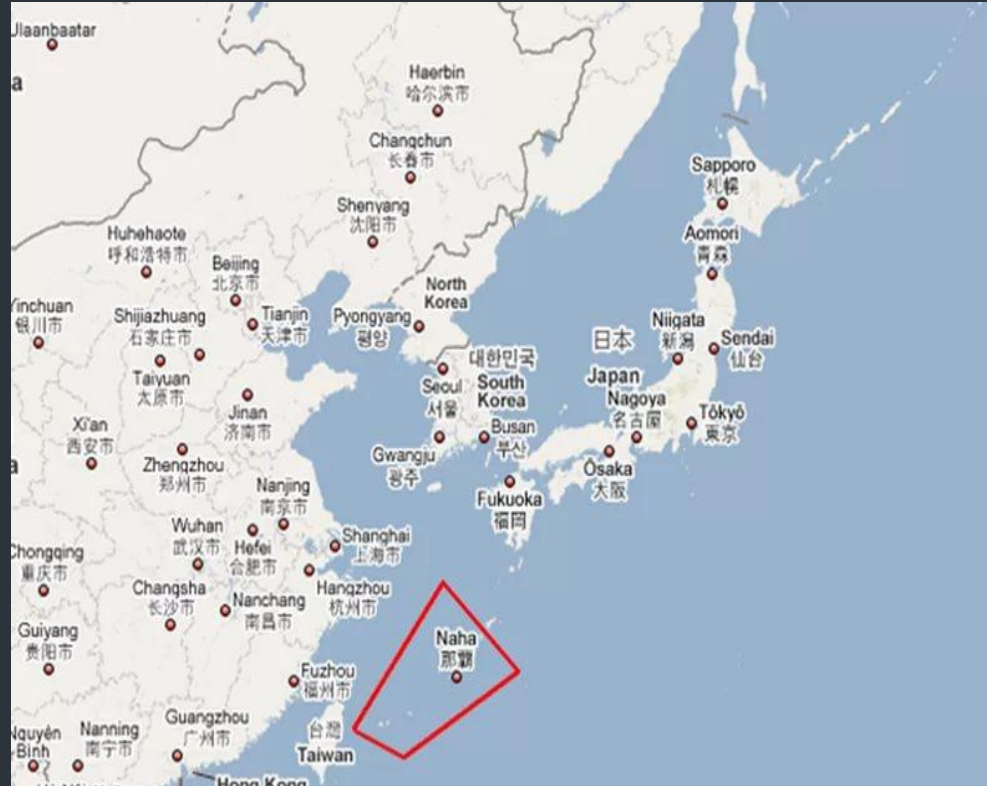 Jlaanbaatar
a
Haerbin
哈尔滨市
Changchun
长春市
Sapporo
札幌
Shenyang
沈阳市
Huhehaote
呼和浩特市
Aomori
青森
Beijing
北京市
North
Korea
Yinchuan
银川市
Shijiazhuang
石家庄市
Tianjin
天津市
Pyongyang
평양
Niigata
新潟
Sendai
仙台
日本
Japan
대한민국
South
Korea
Taiyuan
太原市
Seoul
서울
Nagoya
名古屋
Tōkyō
東京
Jinan
济南市
Xi'an
西安市
Busan
부산
a
Zhengzhou
郑州市
Gwangju
광주
Ōsaka
大阪
Nanjing
南京市
Fukuoka
福岡
Wuhan
武汉市
Hefei
合肥市
Shanghai
上海市
Chongqing
重庆市
Changsha
长沙市
Nanchang
南昌市
Hangzhou
杭州市
Guiyang
贵阳市
Naha
那覇
Fuzhou
福州市
Nguyên
Bình
Nanning
南宁市
Guangzhou
广州市
台灣
Taiwan
Hong Kong